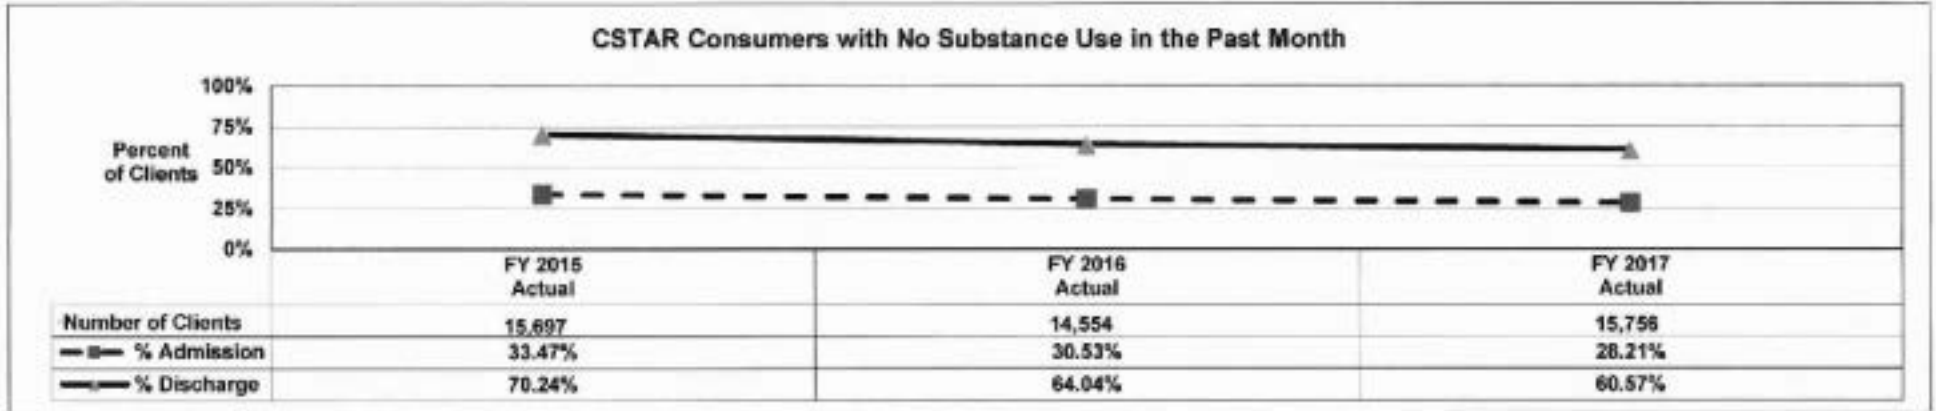 CSTAR Consumers with No Substance Use in the Past Month
100%
75%
Percent
of Clients
50%
25%
0%
FY 2015
Actual
FY 2016
Actual
FY 2017
Actual
Number of Clients 15,697 14,554 15,756
% Admission 33.47% 30.53% 28.21%
% Discharge 70.24% 64.04% 60.57%